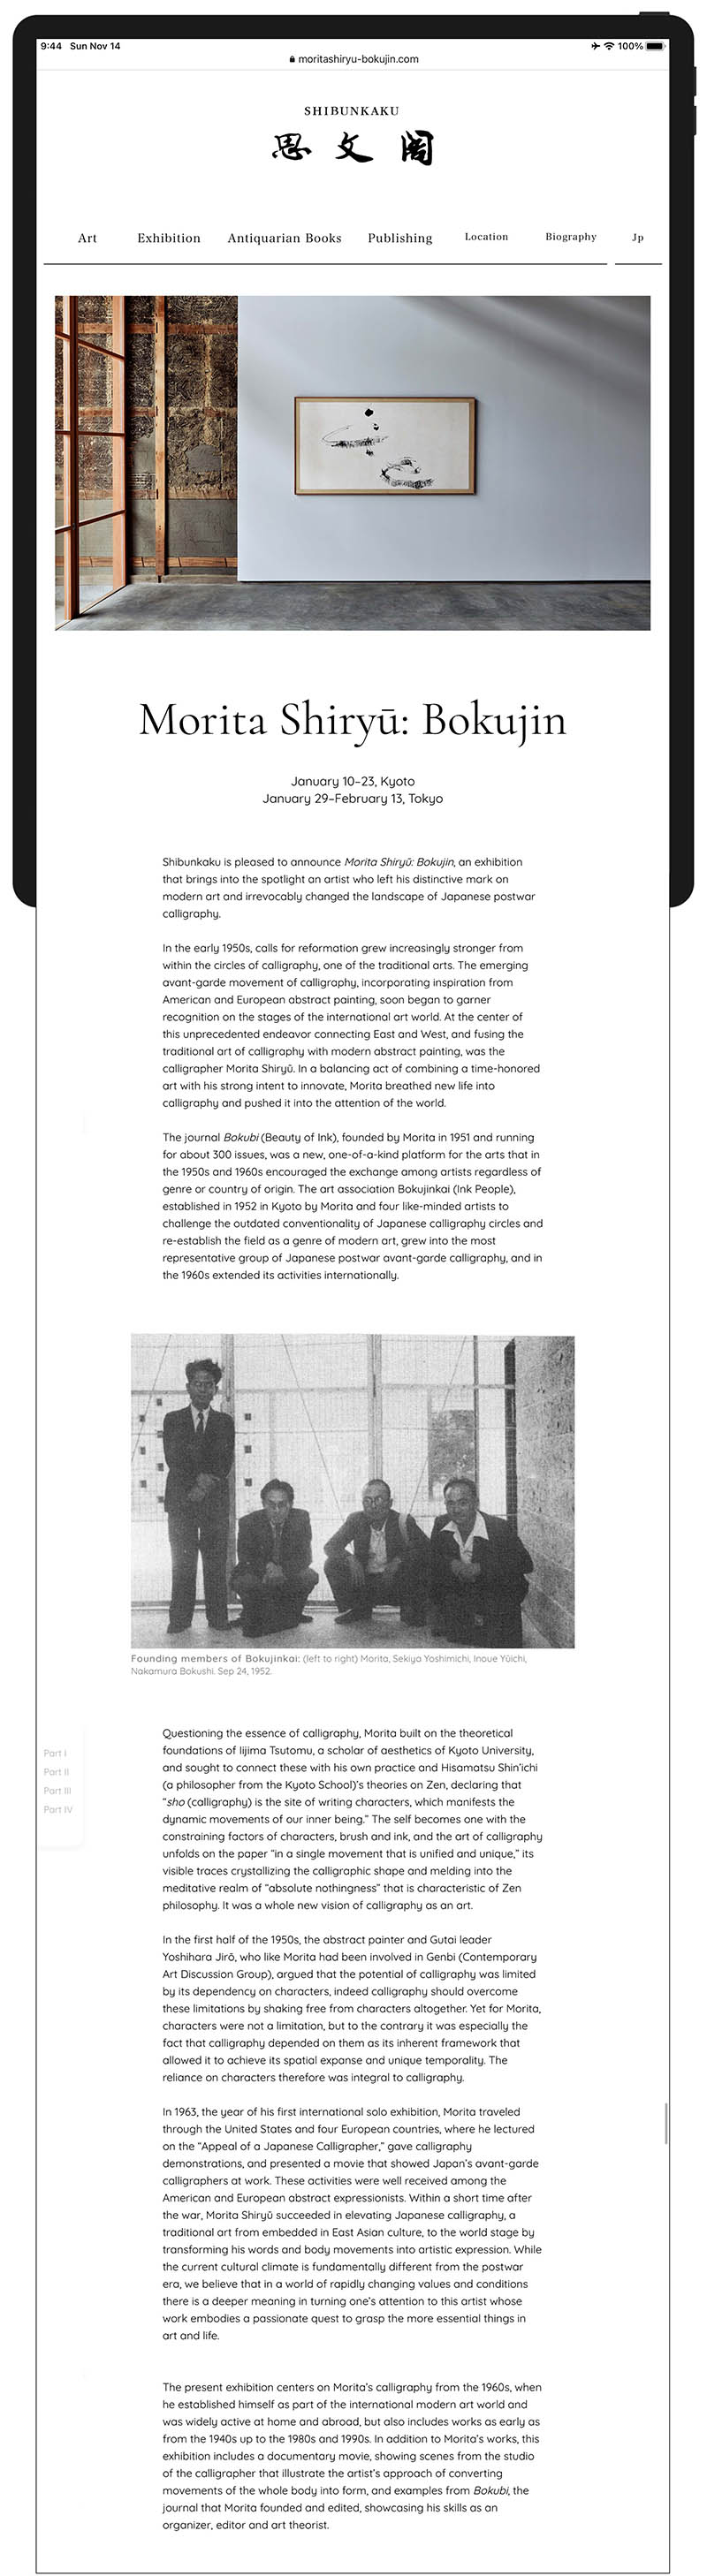 9:44 Sun Nov 14
100%
moritashiryu-bokujin.com
SHIBUNKAKU
思文閣
Art Exhibition Antiquarian Books Publishing Location Biography Jp
Morita Shiryū: Bokujin
January 10–23, Kyoto
January 29–February 13, Tokyo
Shibunkaku is pleased to announce Morita Shiryū: Bokujin, an exhibition
that brings into the spotlight an artist who left his distinctive mark on
modern art and irrevocably changed the landscape of Japanese postwar
calligraphy.
In the early 1950s, calls for reformation grew increasingly stronger from
within the circles of calligraphy, one of the traditional arts. The emerging
avant-garde movement of calligraphy, incorporating inspiration from
American and European abstract painting, soon began to garner
recognition on the stages of the international art world. At the center of
this unprecedented endeavor connecting East and West, and fusing the
traditional art of calligraphy with modern abstract painting, was the
calligrapher Morita Shiryū. In a balancing act of combining a time-honored
art with his strong intent to innovate, Morita breathed new life into
calligraphy and pushed it into the attention of the world.
The journal Bokubi (Beauty of Ink), founded by Morita in 1951 and running
for about 300 issues, was a new, one-of-a-kind platform for the arts that in
the 1950s and 1960s encouraged the exchange among artists regardless of
genre or country of origin. The art association Bokujinkai (Ink People),
established in 1952 in Kyoto by Morita and four like-minded artists to
challenge the outdated conventionality of Japanese calligraphy circles and
re-establish the field as a genre of modern art, grew into the most
representative group of Japanese postwar avant-garde calligraphy, and in
the 1960s extended its activities internationally.
Founding members of Bokujinkai: (left to right) Morita, Sekiya Yoshimichi, Inoue Yūichi,
Nakamura Bokushi. Sep 24, 1952.
Part I
Part II
Part III
Part IV
Questioning the essence of calligraphy, Morita built on the theoretical
foundations of Iijima Tsutomu, a scholar of aesthetics of Kyoto University,
and sought to connect these with his own practice and Hisamatsu Shin’ichi
(a philosopher from the Kyoto School)’s theories on Zen, declaring that
“sho (calligraphy) is the site of writing characters, which manifests the
dynamic movements of our inner being.” The self becomes one with the
constraining factors of characters, brush and ink, and the art of calligraphy
unfolds on the paper “in a single movement that is unified and unique,” its
visible traces crystallizing the calligraphic shape and melding into the
meditative realm of “absolute nothingness” that is characteristic of Zen
philosophy. It was a whole new vision of calligraphy as an art.
In the first half of the 1950s, the abstract painter and Gutai leader
Yoshihara Jirō, who like Morita had been involved in Genbi (Contemporary
Art Discussion Group), argued that the potential of calligraphy was limited
by its dependency on characters, indeed calligraphy should overcome
these limitations by shaking free from characters altogether. Yet for Morita,
characters were not a limitation, but to the contrary it was especially the
fact that calligraphy depended on them as its inherent framework that
allowed it to achieve its spatial expanse and unique temporality. The
reliance on characters therefore was integral to calligraphy.
In 1963, the year of his first international solo exhibition, Morita traveled
through the United States and four European countries, where he lectured
on the “Appeal of a Japanese Calligrapher,” gave calligraphy
demonstrations, and presented a movie that showed Japan’s avant-garde
calligraphers at work. These activities were well received among the
American and European abstract expressionists. Within a short time after
the war, Morita Shiryū succeeded in elevating Japanese calligraphy, a
traditional art from embedded in East Asian culture, to the world stage by
transforming his words and body movements into artistic expression. While
the current cultural climate is fundamentally different from the postwar
era, we believe that in a world of rapidly changing values and conditions
there is a deeper meaning in turning one’s attention to this artist whose
work embodies a passionate quest to grasp the more essential things in
art and life.
The present exhibition centers on Morita’s calligraphy from the 1960s, when
he established himself as part of the international modern art world and
was widely active at home and abroad, but also includes works as early as
from the 1940s up to the 1980s and 1990s. In addition to Morita’s works, this
exhibition includes a documentary movie, showing scenes from the studio
of the calligrapher that illustrate the artist’s approach of converting
movements of the whole body into form, and examples from Bokubi, the
journal that Morita founded and edited, showcasing his skills as an
organizer, editor and art theorist.